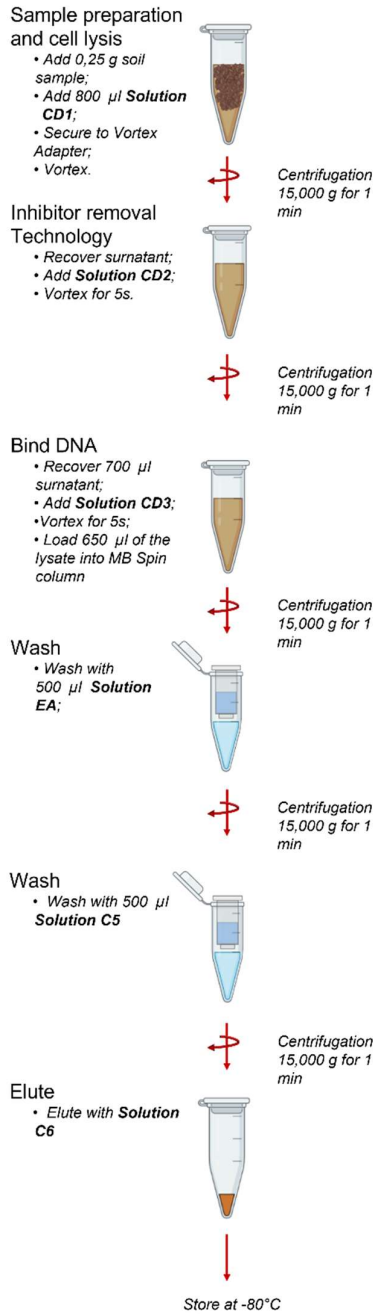 Sample preparation
and cell lysis
• Add 0,25 g soil
sample;
• Add 800 µl Solution
CD1;
• Secure to Vortex
Adapter;
• Vortex.
Centrifugation
15,000 g for 1
min
Inhibitor removal
Technology
• Recover surnatant;
• Add Solution CD2;
• Vortex for 5s.
Centrifugation
15,000 g for 1
min
Bind DNA
• Recover 700 µl
surnatant;
• Add Solution CD3;
•Vortex for 5s;
• Load 650 µl of the
lysate into MB Spin
column
Centrifugation
15,000 g for 1
min
Wash
• Wash with
500 µl Solution
EA;
Centrifugation
15,000 g for 1
min
Wash
• Wash with 500 µl
Solution C5
Centrifugation
15,000 g for 1
min
Elute
• Elute with Solution
C6
Store at -80°C